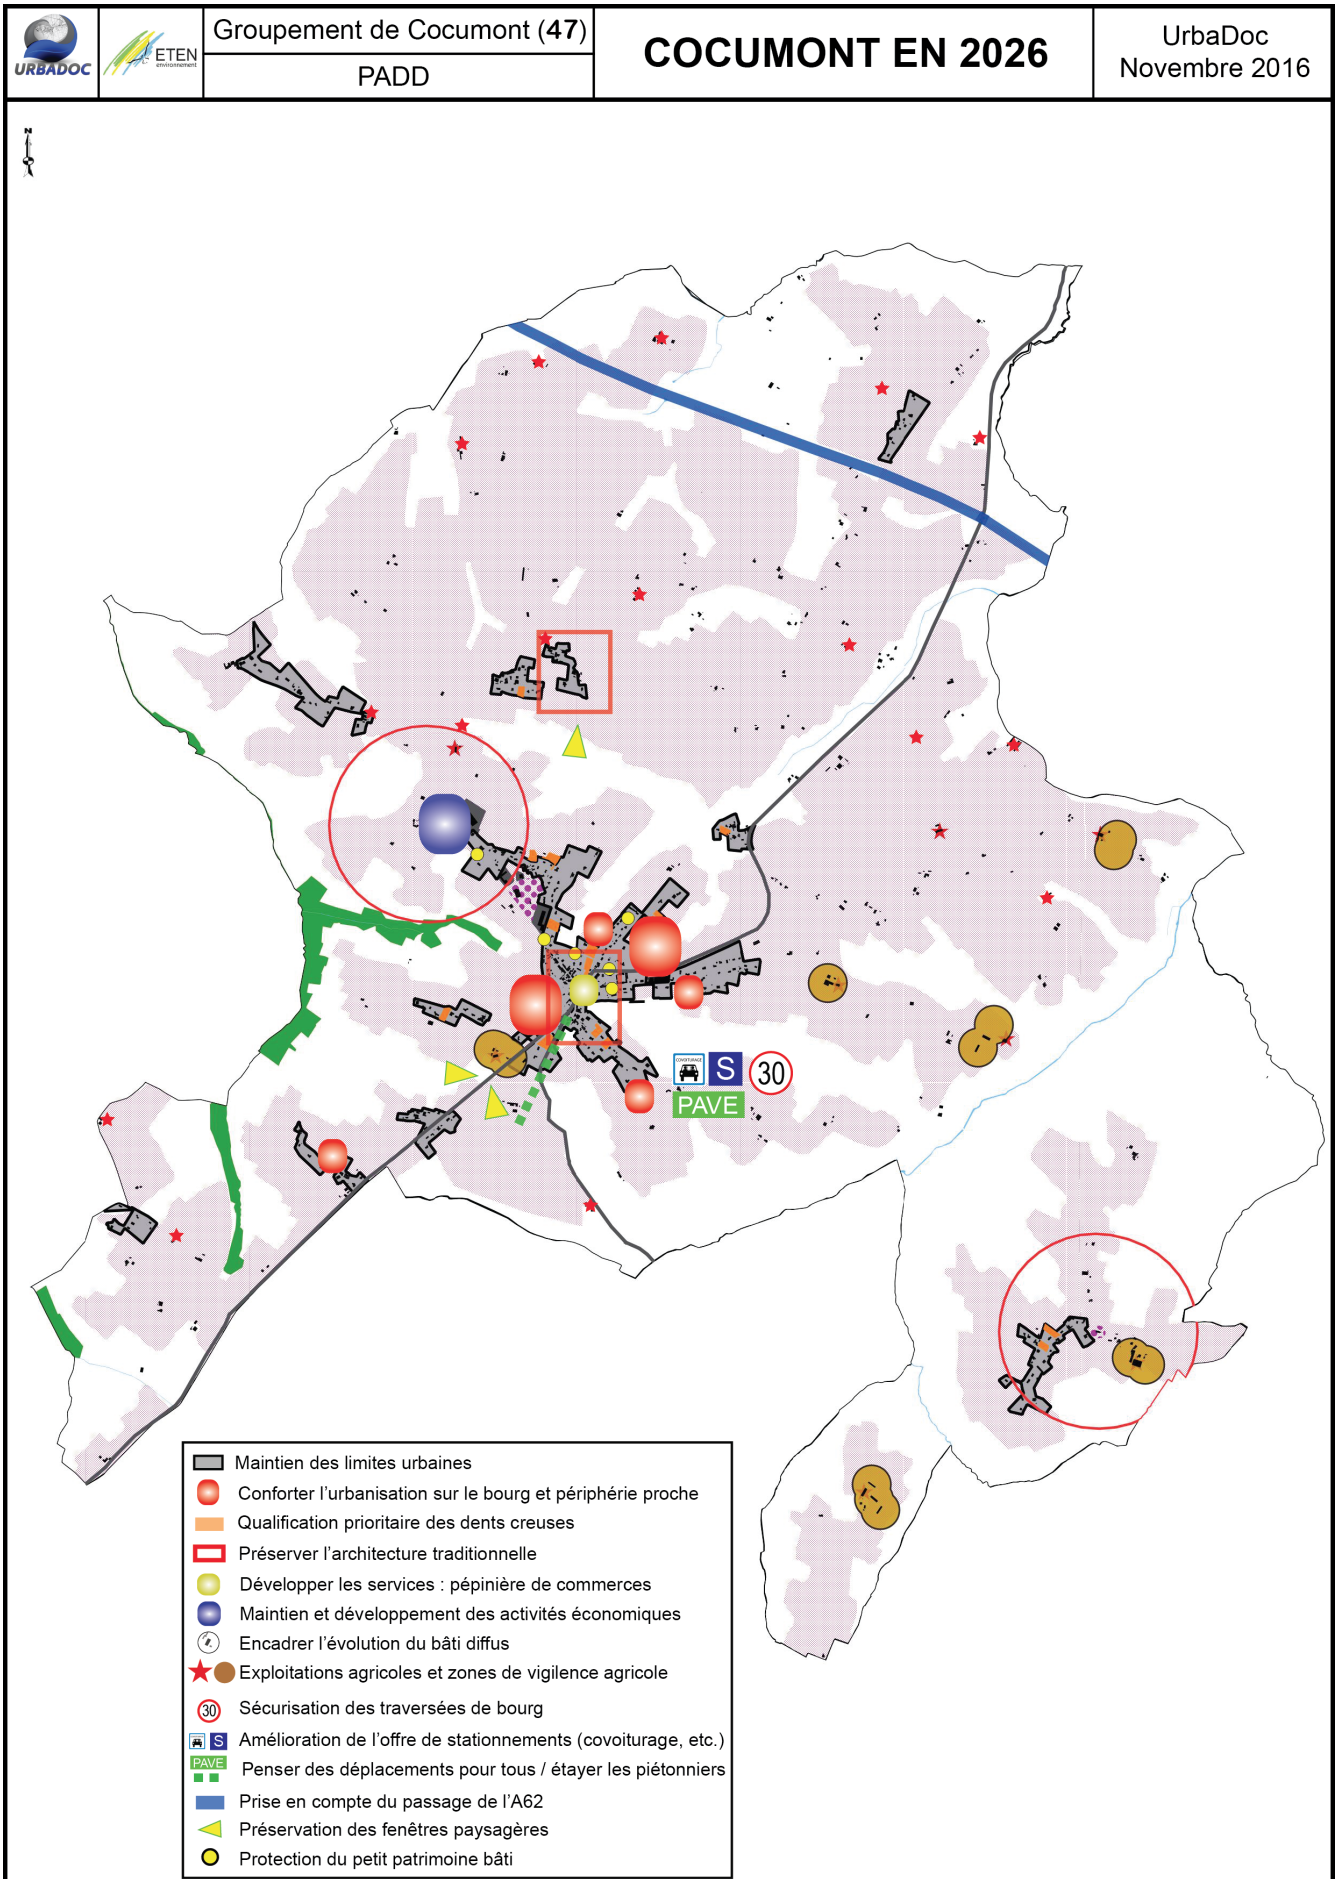 URBADOC
ETEN
environnement
Groupement de Cocumont (47)
PADD
COCUMONT EN 2026
UrbaDoc
Novembre 2016
N
COVOITURAGE
S
30
PAVE
Maintien des limites urbaines
Conforter l'urbanisation sur le bourg et périphérie proche
Qualification prioritaire des dents creuses
Préserver l'architecture traditionnelle
Développer les services : pépinière de commerces
Maintien et développement des activités économiques
Encadrer l'évolution du bâti diffus
Exploitations agricoles et zones de vigilence agricole
30 Sécurisation des traversées de bourg
S Amélioration de l'offre de stationnements (covoiturage, etc.)
PAVE
Penser des déplacements pour tous / étayer les piétonniers
Prise en compte du passage de l'A62
Préservation des fenêtres paysagères
Protection du petit patrimoine bâti